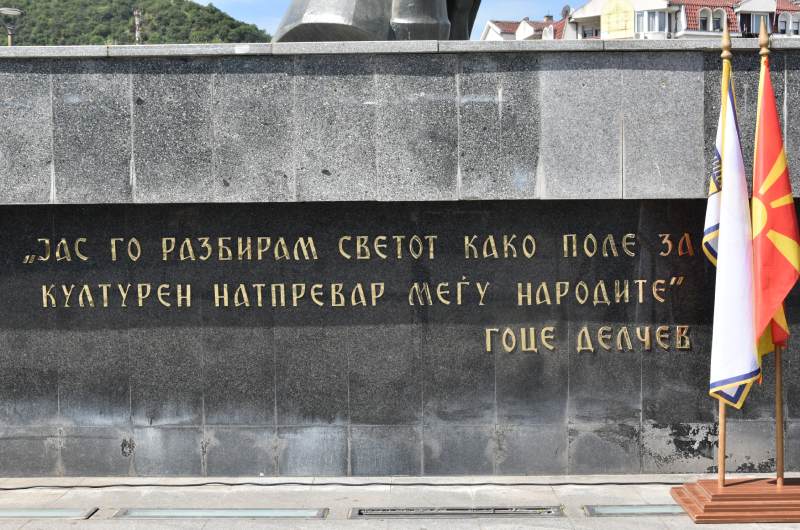 „ЈАС ГО РАЗБИРАМ СВЕТОТ КАКО ПОЛЕ ЗА
КУЛТУРЕН НАТПРЕВАР МЕЃУ НАРОДИТЕ”
ГОЦЕ ДЕЛЧЕВ